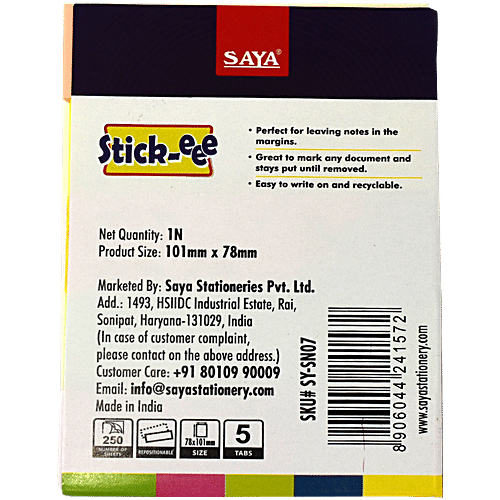 SAYA®
Stick-eee
• Perfect for leaving notes in the
margins.
• Great to mark any document and
stays put until removed.
• Easy to write on and recyclable.
Net Quantity: 1N
Product Size: 101mm x 78mm
Marketed By: Saya Stationeries Pvt. Ltd.
Add.: 1493, HSIIDC Industrial Estate, Rai,
Sonipat, Haryana-131029, India
(In case of customer complaint,
please contact on the above address.)
Customer Care: +91 80109 90009
Email: info@sayastationery.com
Made in India
SKU# SY-SN07
8906044241572
www.sayastationery.com
250
NUMBER OF
SHEETS
REPOSITIONABLE
78x101mm
SIZE
5
TABS